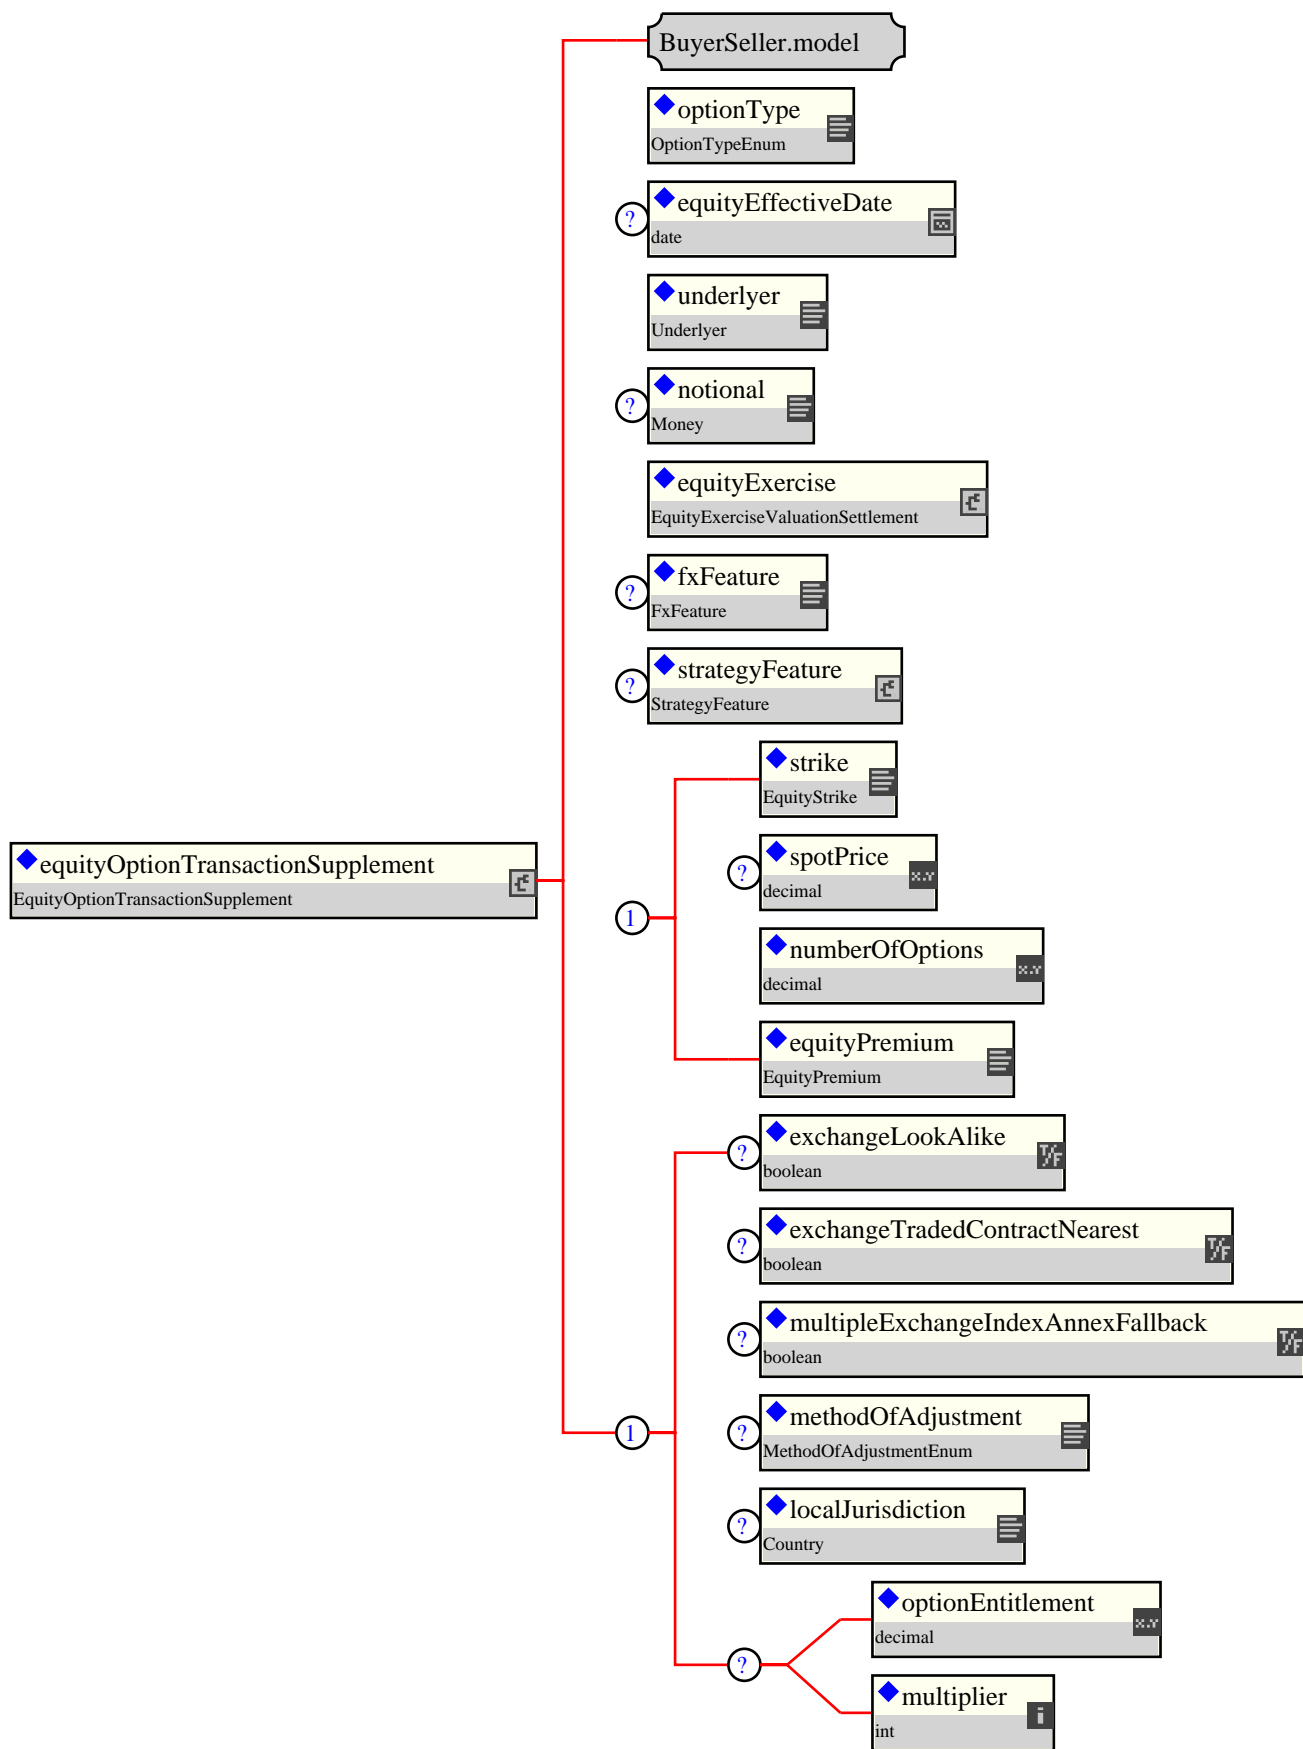 BuyerSeller.model
optionType
OptionTypeEnum
?
equityEffectiveDate
date
underlyer
Underlyer
?
notional
Money
equityExercise
EquityExerciseValuationSettlement
?
fxFeature
FxFeature
?
strategyFeature
StrategyFeature
equityOptionTransactionSupplement
EquityOptionTransactionSupplement
1
strike
EquityStrike
?
spotPrice
decimal
x.Y
numberOfOptions
decimal
x.Y
equityPremium
EquityPremium
1
?
exchangeLookAlike
boolean
T/F
?
exchangeTradedContractNearest
boolean
T/F
?
multipleExchangeIndexAnnexFallback
boolean
T/F
?
methodOfAdjustment
MethodOfAdjustmentEnum
?
localJurisdiction
Country
?
optionEntitlement
decimal
x.Y
multiplier
int
i